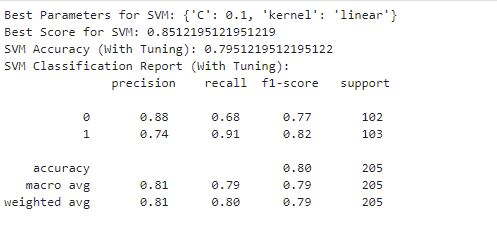 Best Parameters for SVM: {'C': 0.1, 'kernel': 'linear'}
Best Score for SVM: 0.8512195121951219
SVM Accuracy (With Tuning): 0.7951219512195122
SVM Classification Report (With Tuning):
              precision    recall  f1-score   support

           0       0.88      0.68      0.77       102
           1       0.74      0.91      0.82       103

    accuracy                           0.80       205
   macro avg       0.81      0.79      0.79       205
weighted avg       0.81      0.80      0.79       205